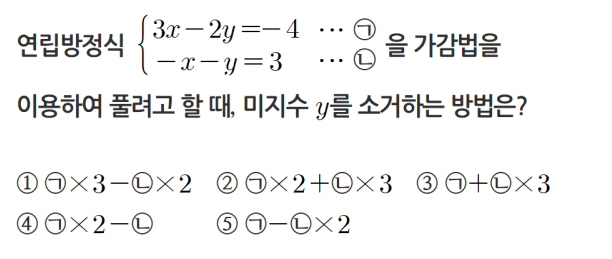 연립방정식 { 3x－2y＝－4 … ㉠
－x－y＝3 … ㉡ 을 가감법을
이용하여 풀려고 할 때, 미지수 y를 소거하는 방법은?
① ㉠×3－㉡×2 ② ㉠×2＋㉡×3 ③ ㉠＋㉡×3
④ ㉠×2－㉡ ⑤ ㉠－㉡×2